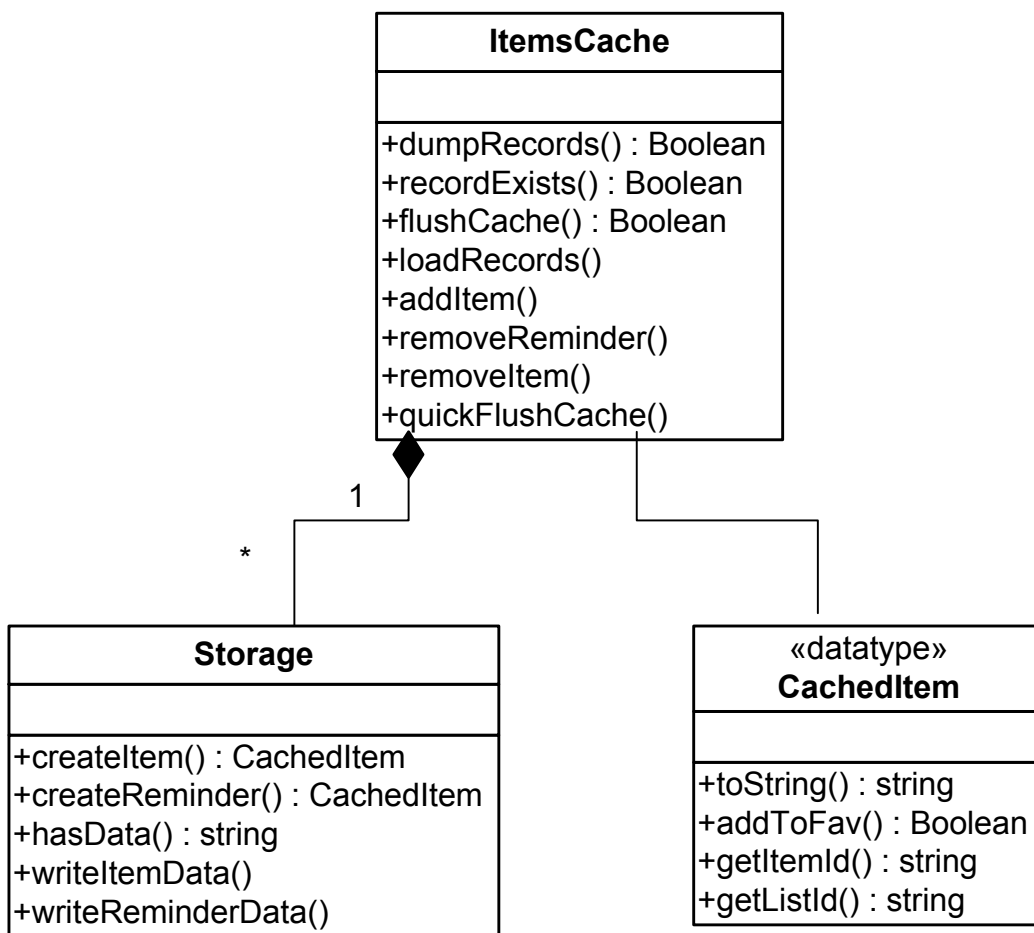 ItemsCache
+dumpRecords() : Boolean
+recordExists() : Boolean
+flushCache() : Boolean
+loadRecords()
+addItem()
+removeReminder()
+removeItem()
+quickFlushCache()
1
*
Storage
+createItem() : CachedItem
+createReminder() : CachedItem
+hasData() : string
+writeItemData()
+writeReminderData()
«datatype»
CachedItem
+toString() : string
+addToFav() : Boolean
+getItemId() : string
+getListId() : string